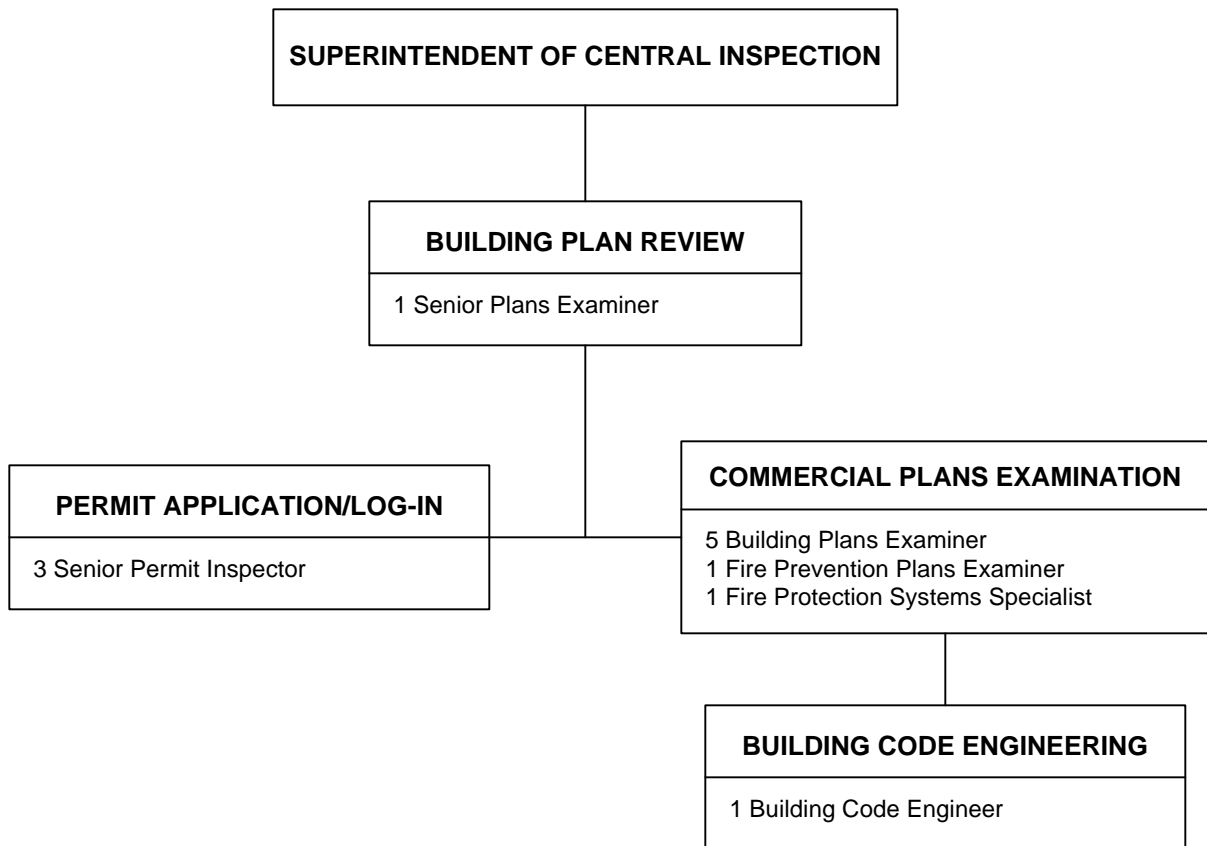 SUPERINTENDENT OF CENTRAL INSPECTION
BUILDING PLAN REVIEW
1 Senior Plans Examiner
PERMIT APPLICATION/LOG-IN
3 Senior Permit Inspector
COMMERCIAL PLANS EXAMINATION
5 Building Plans Examiner
1 Fire Prevention Plans Examiner
1 Fire Protection Systems Specialist
BUILDING CODE ENGINEERING
1 Building Code Engineer